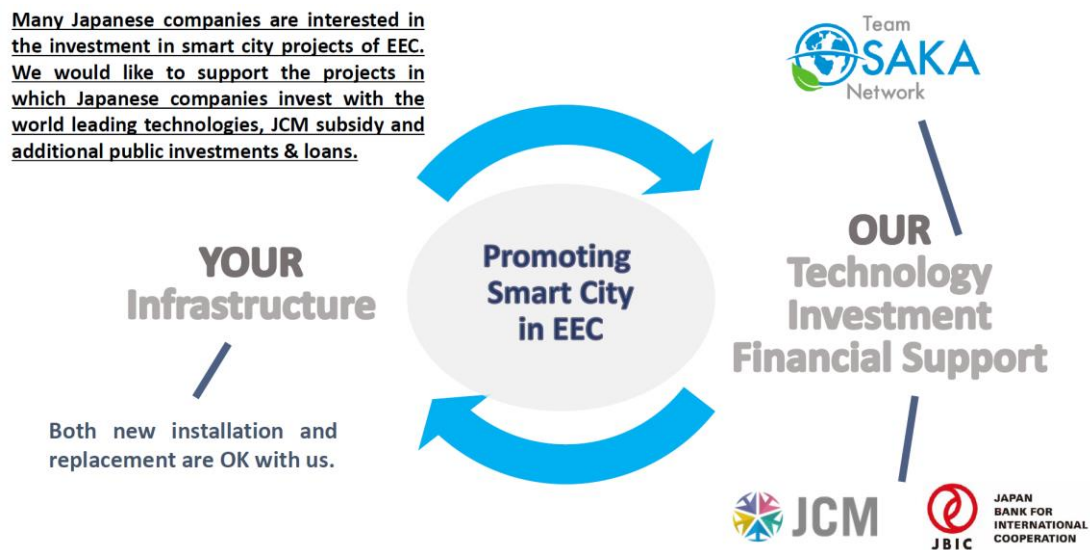 Many Japanese companies are interested in
the investment in smart city projects of EEC.
We would like to support the projects in
which Japanese companies invest with the
world leading technologies, JCM subsidy and
additional public investments & loans.
Team
OSAKA
Network
YOUR
Infrastructure
Promoting
Smart City
in EEC
OUR
Technology
Investment
Financial Support
Both new installation and
replacement are OK with us.
JCM
JBIC
JAPAN
BANK FOR
INTERNATIONAL
COOPERATION